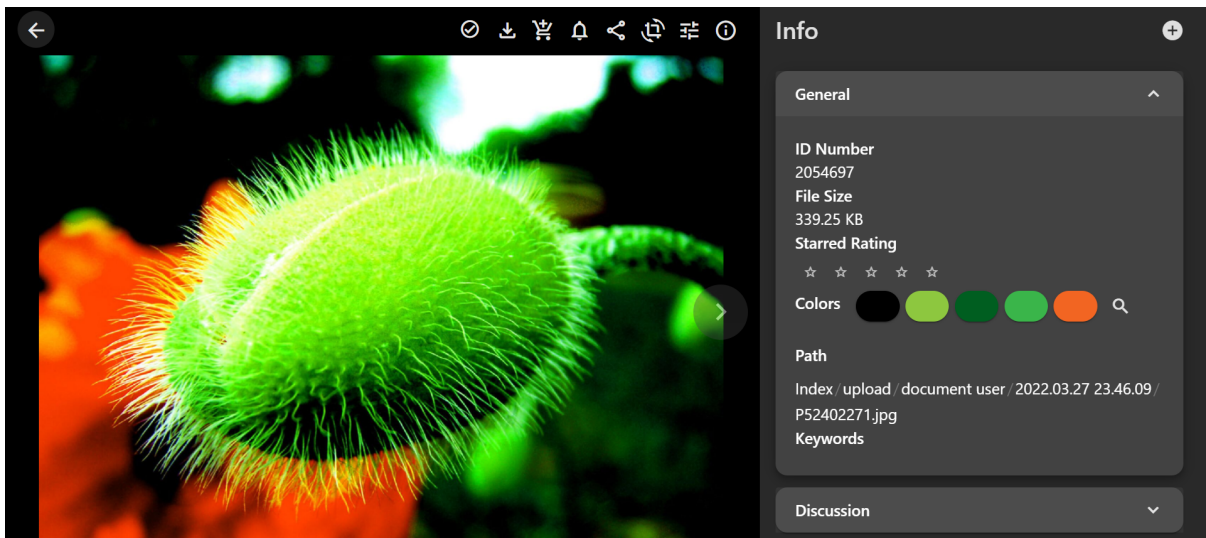 Info
General
ID Number
2054697
File Size
339.25 KB
Starred Rating
Colors
Path
Index / upload / document user / 2022.03.27 23.46.09 /
P52402271.jpg
Keywords
Discussion